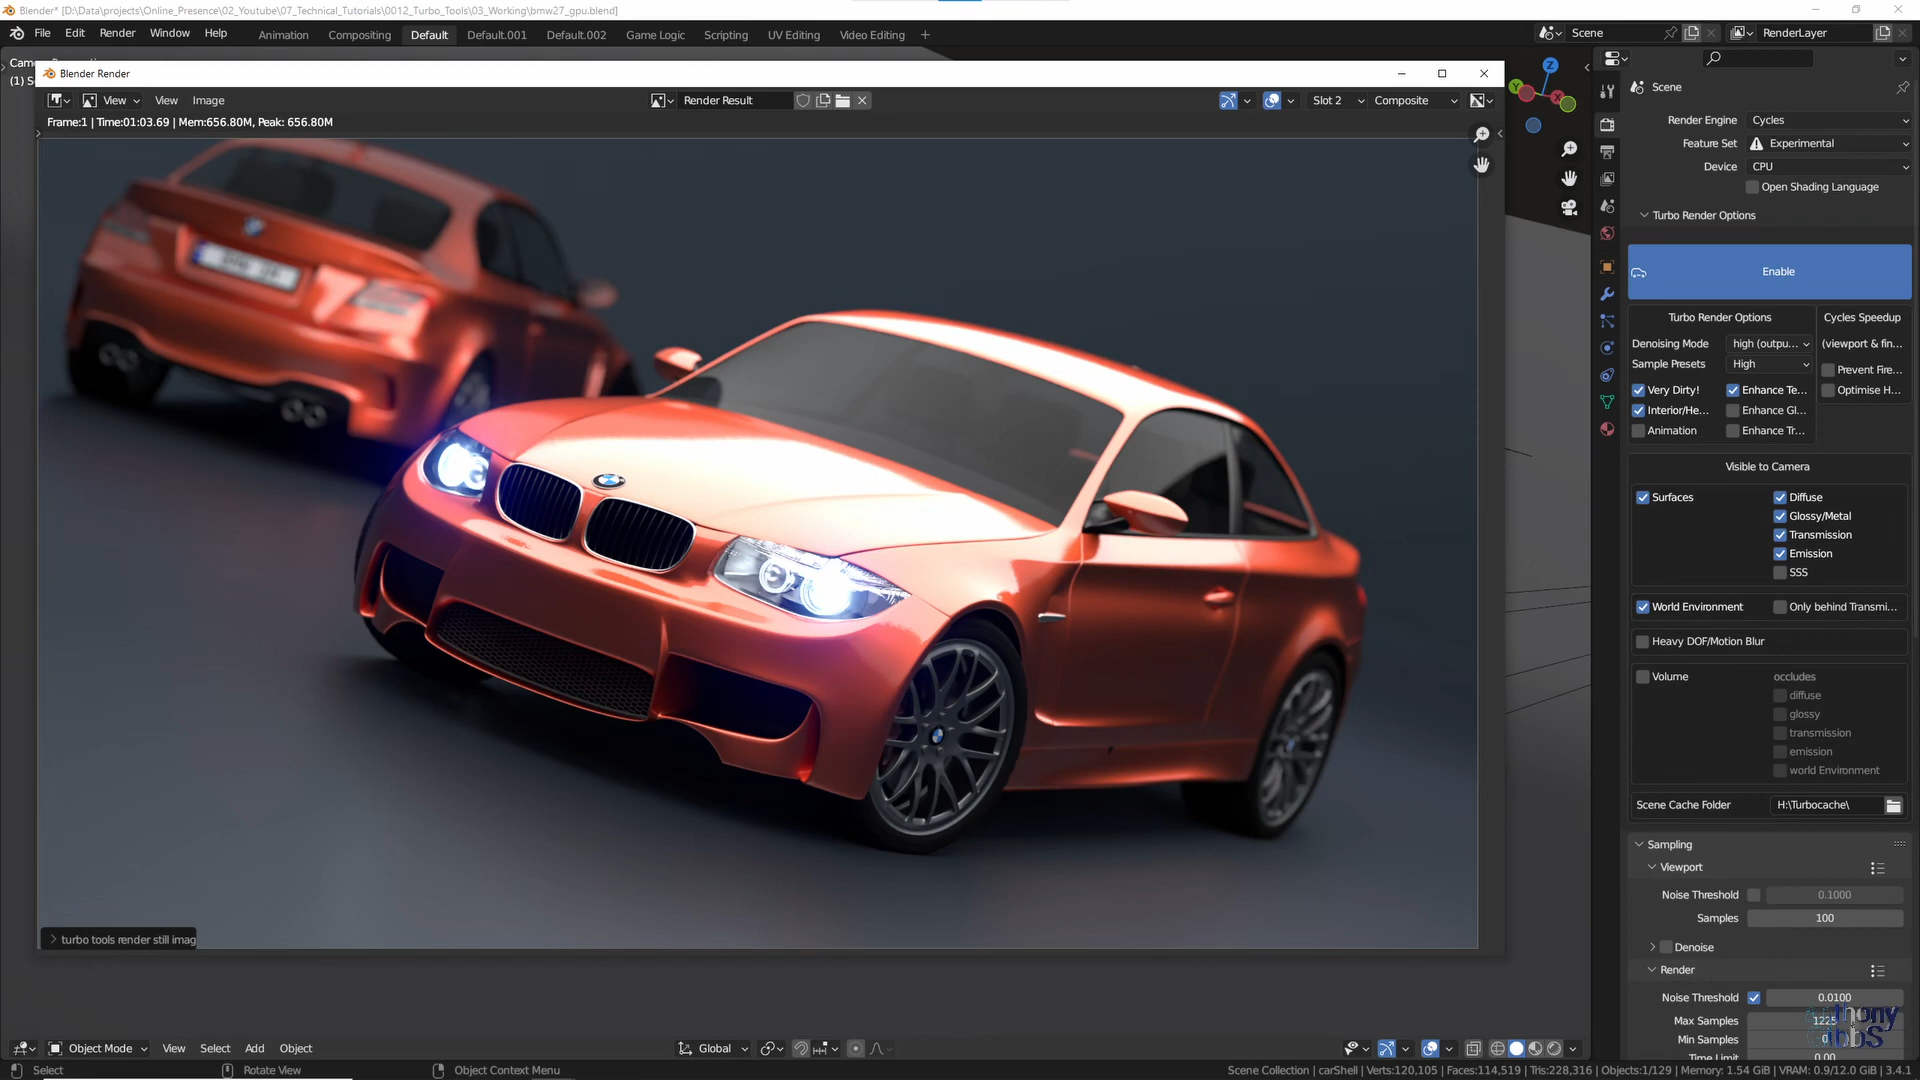 Blender* [D:\Data\projects\Online_Presence\02_Youtube\07_Technical_Tutorials\0012_Turbo_Tools\03_Working\bmw27_gpu.blend]
File Edit Render Window Help
Animation Compositing Default Default.001 Default.002 Game Logic Scripting UV Editing Video Editing +
Scene
RenderLayer
(1) S
Blender Render
View View Image
Render Result
Slot 2 Composite
Frame:1 | Time:01:03.69 | Mem:656.80M, Peak: 656.80M
Z
Y
X
turbo tools render still imag
Scene
Render Engine Cycles
Feature Set Experimental
Device CPU
Open Shading Language
Turbo Render Options
Enable
Turbo Render Options Cycles Speedup
Denoising Mode high (outpu... (viewport & fin...
Sample Presets High Prevent Fire...
Very Dirty! Enhance Te... Optimise H...
Interior/He... Enhance Gl...
Animation Enhance Tr...
Visible to Camera
Surfaces Diffuse
Glossy/Metal
Transmission
Emission
SSS
World Environment Only behind Transmi...
Heavy DOF/Motion Blur
Volume occludes
diffuse
glossy
transmission
emission
world Environment
Scene Cache Folder H:\Turbocache\
Sampling
Viewport
Noise Threshold 0.1000
Samples 100
Denoise
Render
Noise Threshold 0.0100
Max Samples 1225
Min Samples 0
Time Limit 0.00
Object Mode View Select Add Object
Global
Select Rotate View Object Context Menu
Scene Collection | carShell | Verts:120,105 | Faces:114,519 | Tris:228,316 | Objects:1/129 | Memory: 1.54 GiB | VRAM: 0.9/12.0 GiB | 3.4.1